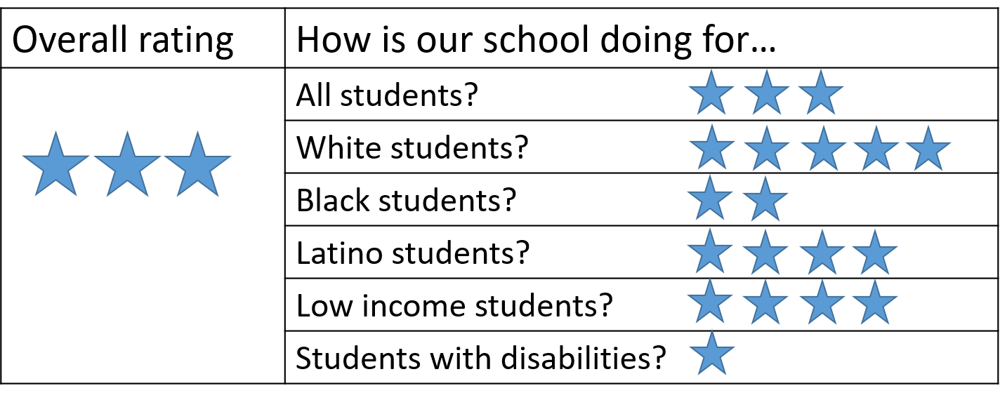 Overall rating
How is our school doing for…
All students?
White students?
Black students?
Latino students?
Low income students?
Students with disabilities?